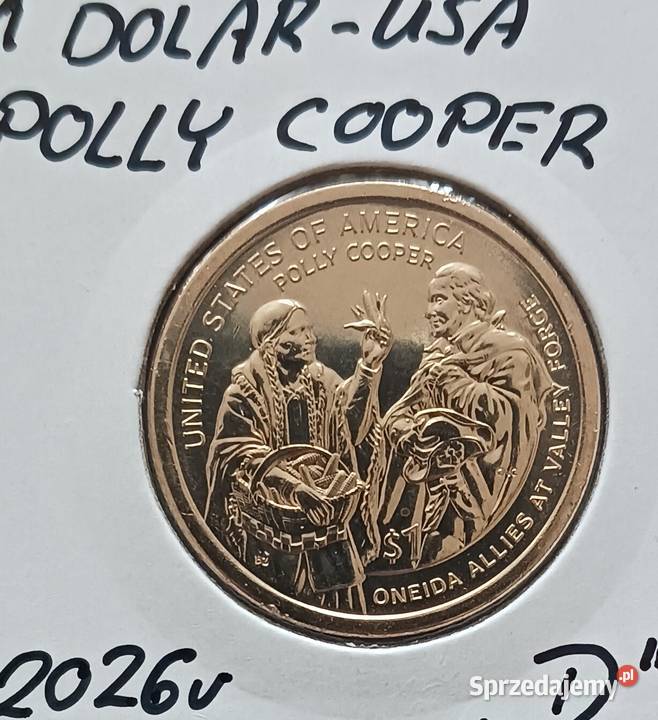 1 DOLAR - USA
POLLY COOPER
UNITED STATES OF AMERICA
POLLY COOPER
$1
ONEIDA ALLIES AT VALLEY FORGE
2026r
D"
Sprzedajemy.pl